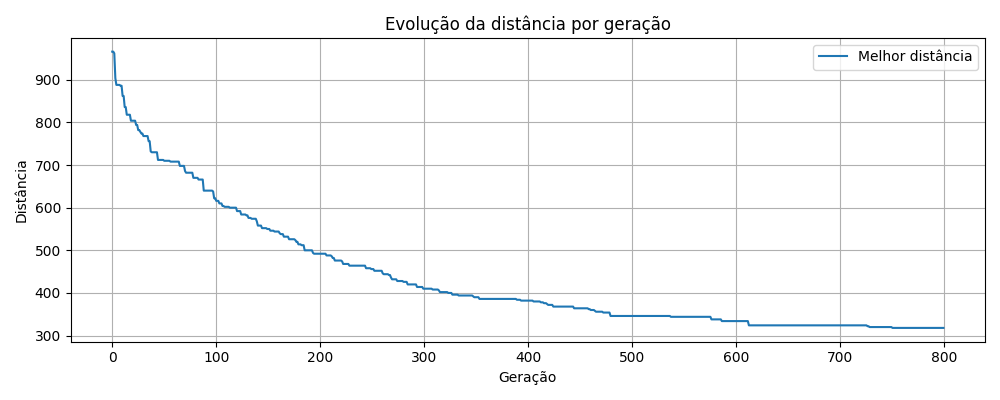 Evolução da distância por geração
Melhor distância
Distância
900
800
700
600
500
400
300
0 100 200 300 400 500 600 700 800
Geração